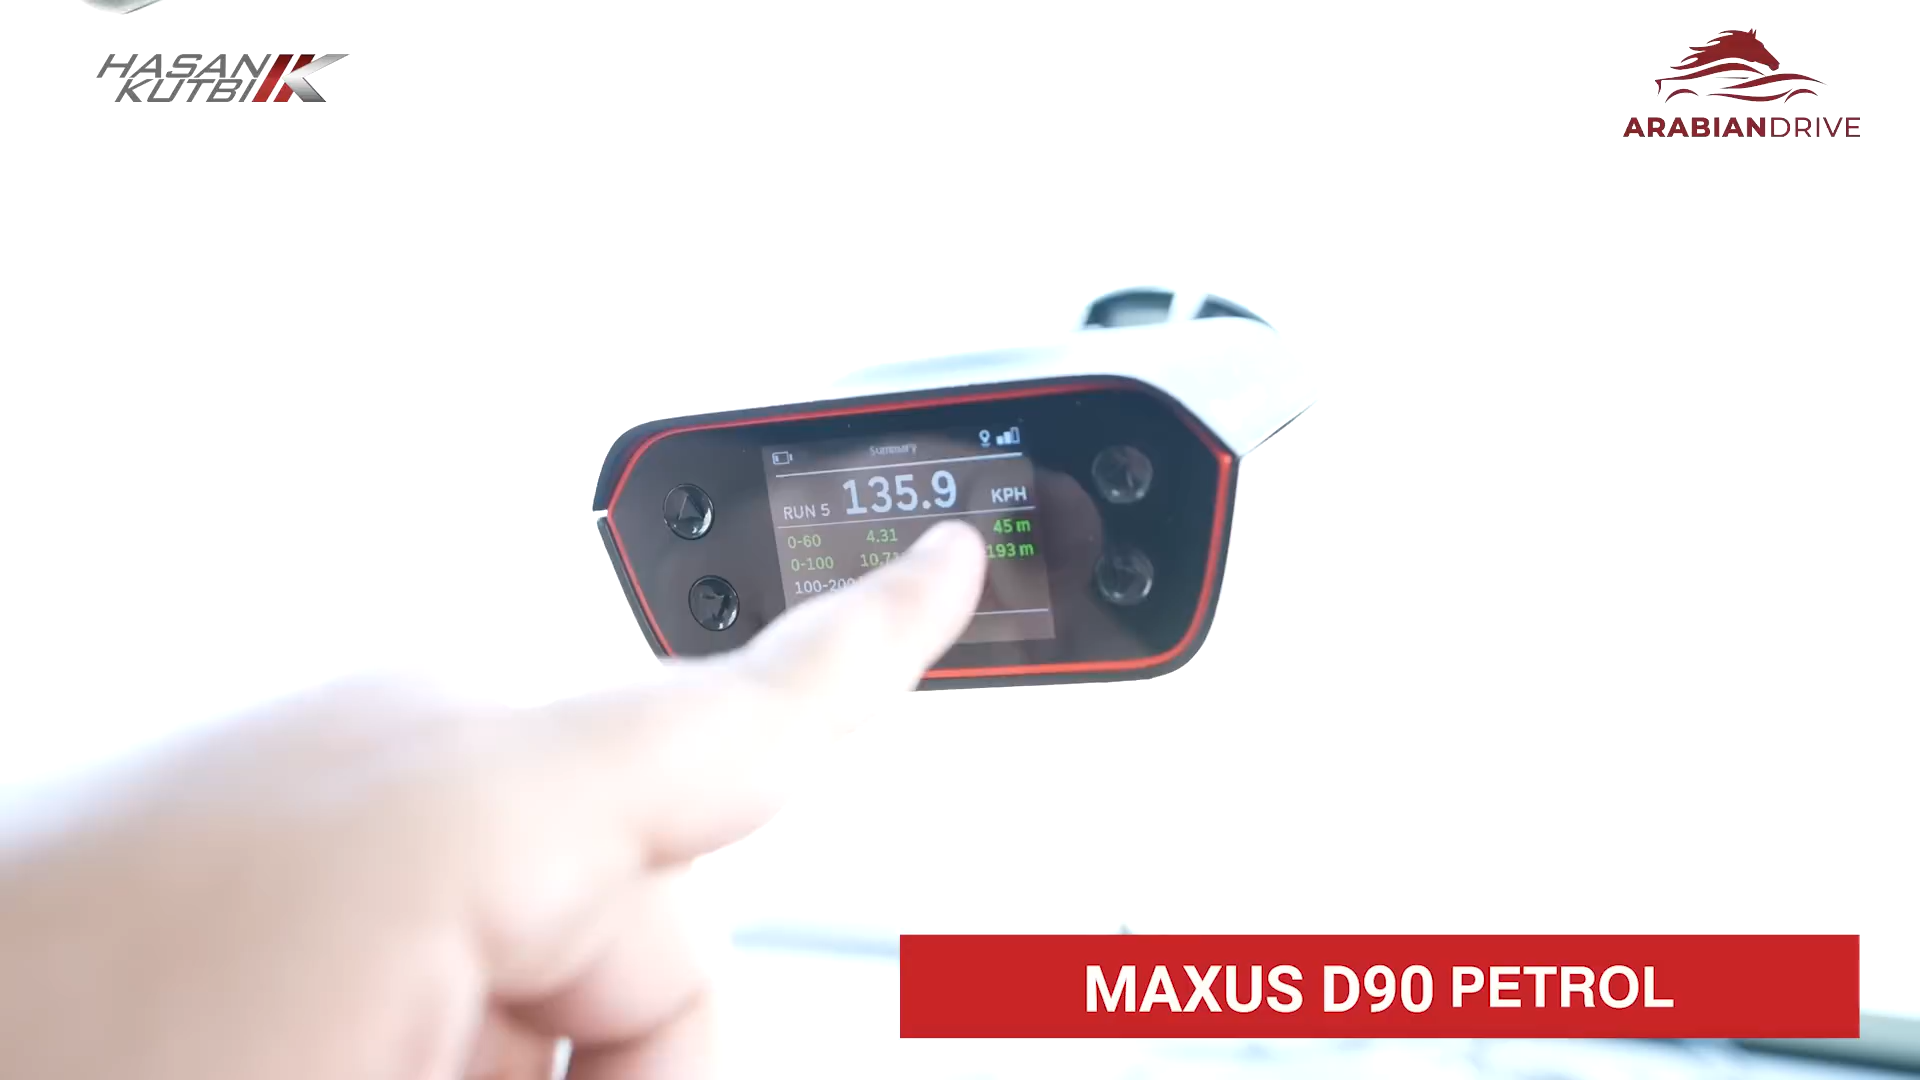 HASAN
KUTBI
ARABIANDRIVE
Summary
RUN 5 135.9 KPH
0-60 4.31 45 m
0-100 193 m
MAXUS D90 PETROL